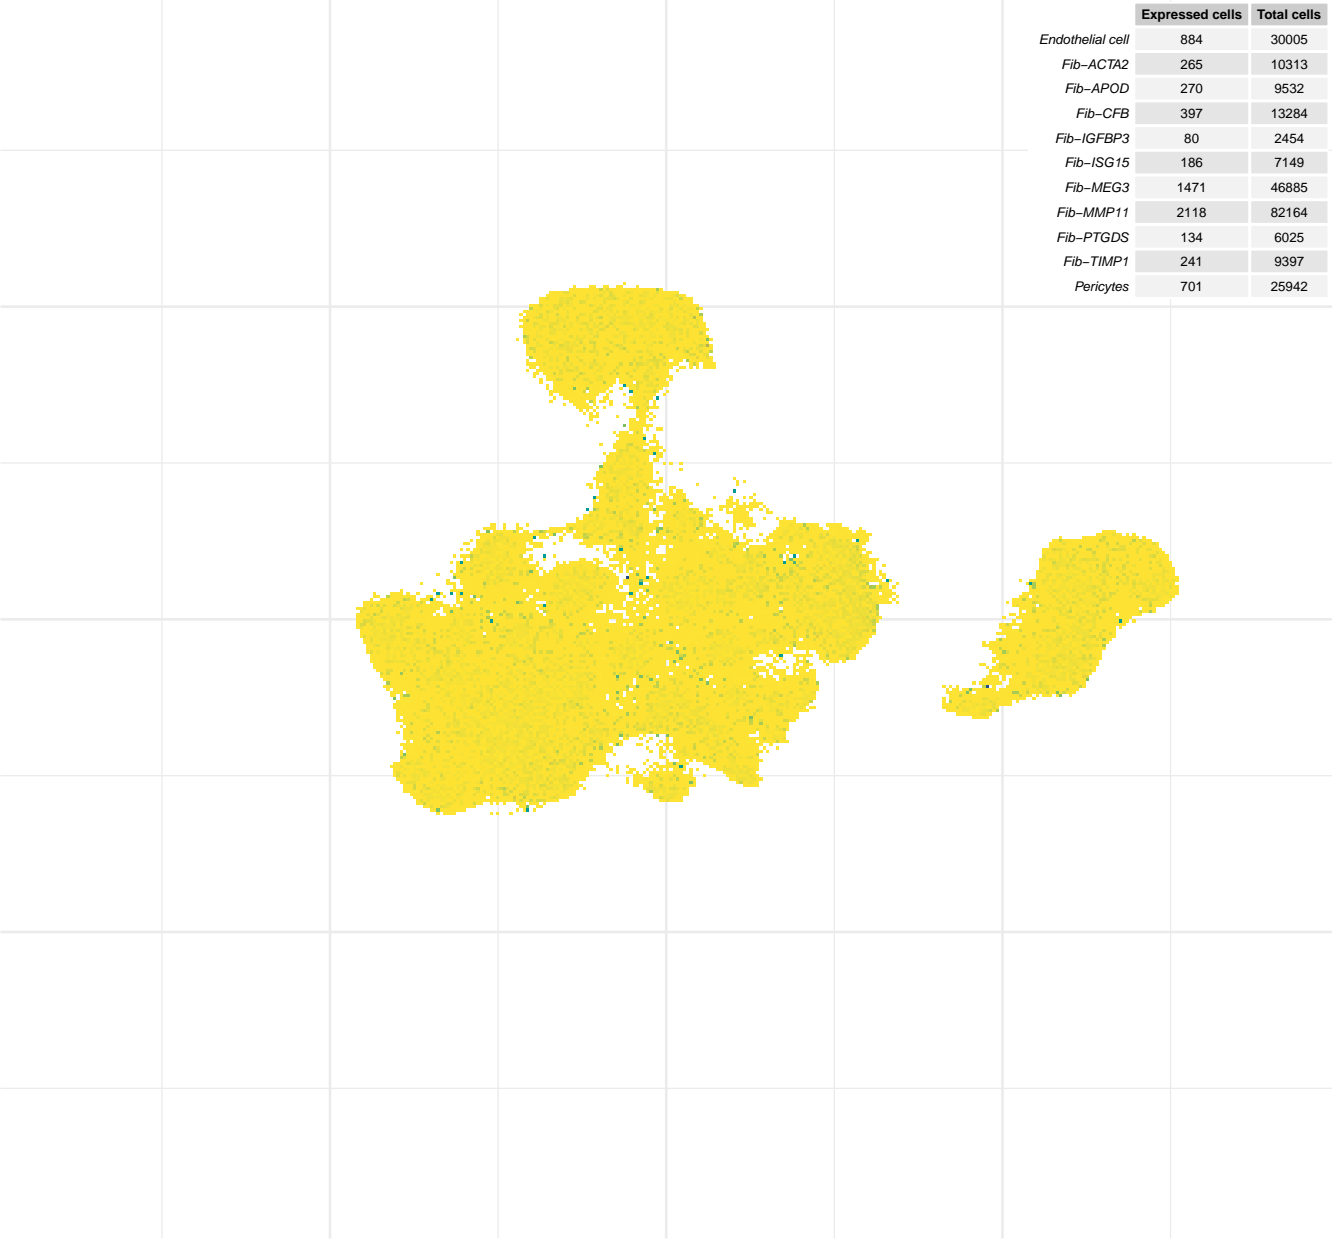 Expressed cells Total cells
Endothelial cell 884 30005
Fib−ACTA2 265 10313
Fib−APOD 270 9532
Fib−CFB 397 13284
Fib−IGFBP3 80 2454
Fib−ISG15 186 7149
Fib−MEG3 1471 46885
Fib−MMP11 2118 82164
Fib−PTGDS 134 6025
Fib−TIMP1 241 9397
Pericytes 701 25942